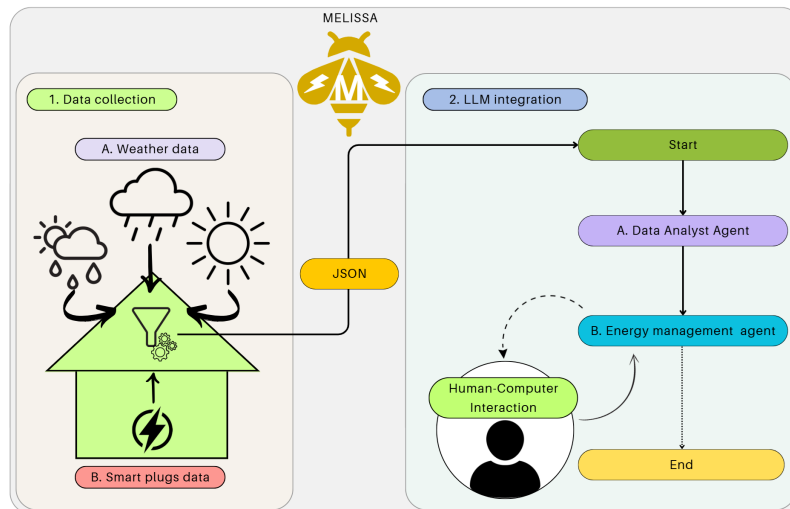 MELISSA
M
1. Data collection
A. Weather data
B. Smart plugs data
JSON
2. LLM integration
Start
A. Data Analyst Agent
B. Energy management agent
Human-Computer
Interaction
End